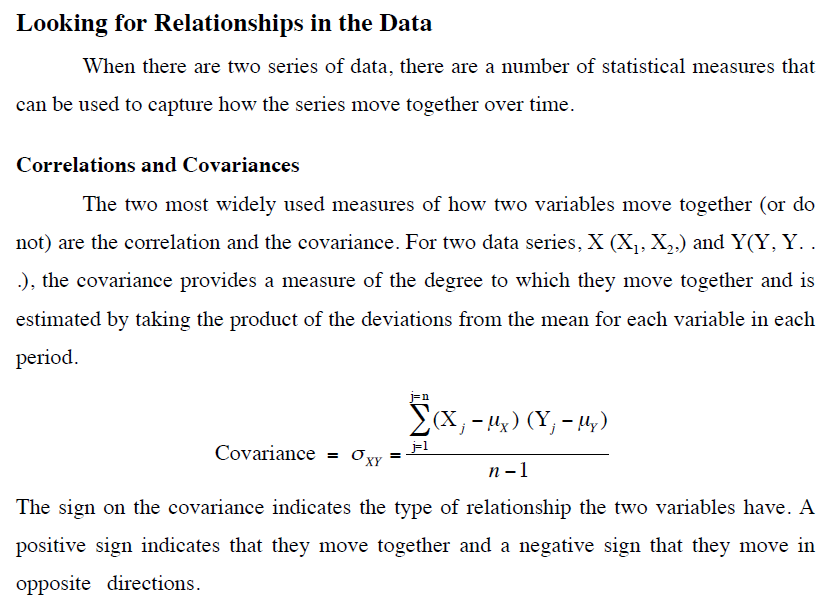 Looking for Relationships in the Data
When there are two series of data, there are a number of statistical measures that
can be used to capture how the series move together over time.
Correlations and Covariances
The two most widely used measures of how two variables move together (or do
not) are the correlation and the covariance. For two data series, X (X₁, X₂,.) and Y(Y, Y. .
.), the covariance provides a measure of the degree to which they move together and is
estimated by taking the product of the deviations from the mean for each variable in each
period.
Covariance = σ_XY = \frac{\sum_{j=1}^{j=n} (X_j − μ_X) (Y_j − μ_Y)}{n − 1}
The sign on the covariance indicates the type of relationship the two variables have. A
positive sign indicates that they move together and a negative sign that they move in
opposite directions.